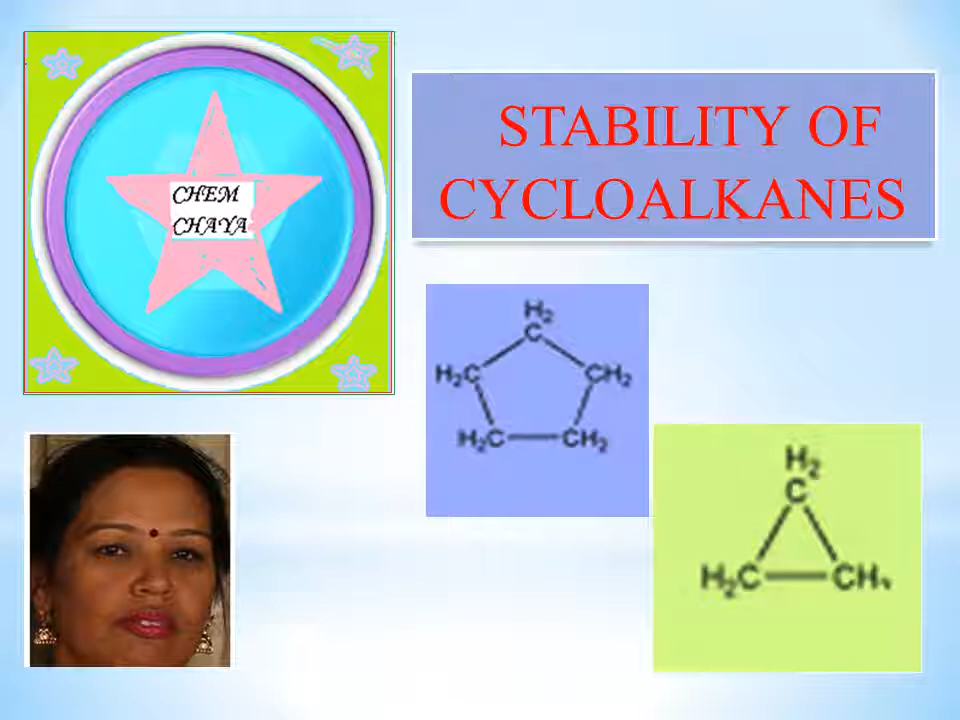 CHEM
CHAYA
STABILITY OF
CYCLOALKANES
H₂
C
H₂C CH₂
H₂C CH₂
H₂
C
H₂C